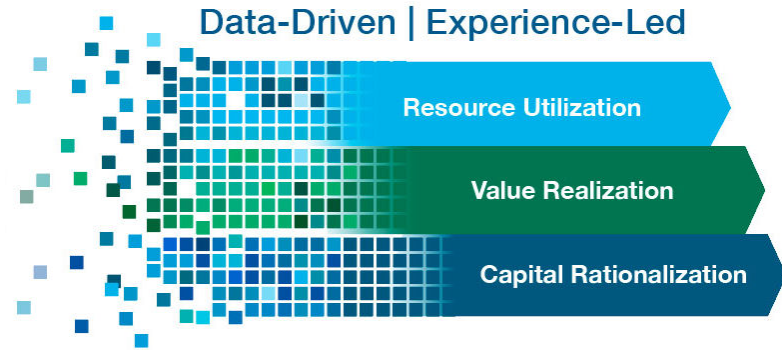 Data-Driven | Experience-Led
Resource Utilization
Value Realization
Capital Rationalization